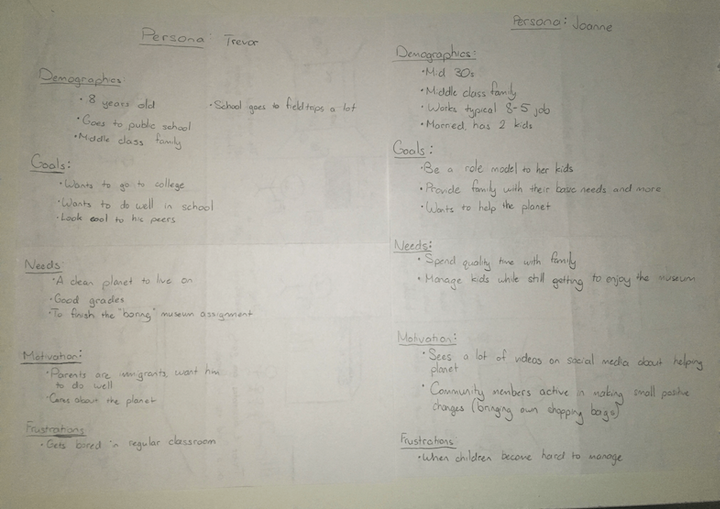 Persona: Trevor
Demographics:
• 8 years old
• School goes to field trips a lot
• Goes to public school
• Middle class family
Goals:
• Wants to go to college
• Wants to do well in school
• Look cool to his peers
Needs
• A clean planet to live on
• Good grades
• To finish the "boring" museum assignment
Motivation:
• Parents are immigrants, want him
to do well
• Cares about the planet
Frustrations
• Gets bored in regular classroom
Persona: Joanne
Demographics:
• Mid 30s
• Middle class family
• Works typical 8-5 job
• Married, has 2 kids
Goals:
• Be a role model to her kids
• Provide family with their basic needs and more
• Wants to help the planet
Needs:
• Spend quality time with family
• Manage kids while still getting to enjoy the museum
Motivation:
• Sees a lot of videos on social media about helping
planet
• Community members active in making small positive
changes (bringing own shopping bags)
Frustrations
• When children become hard to manage